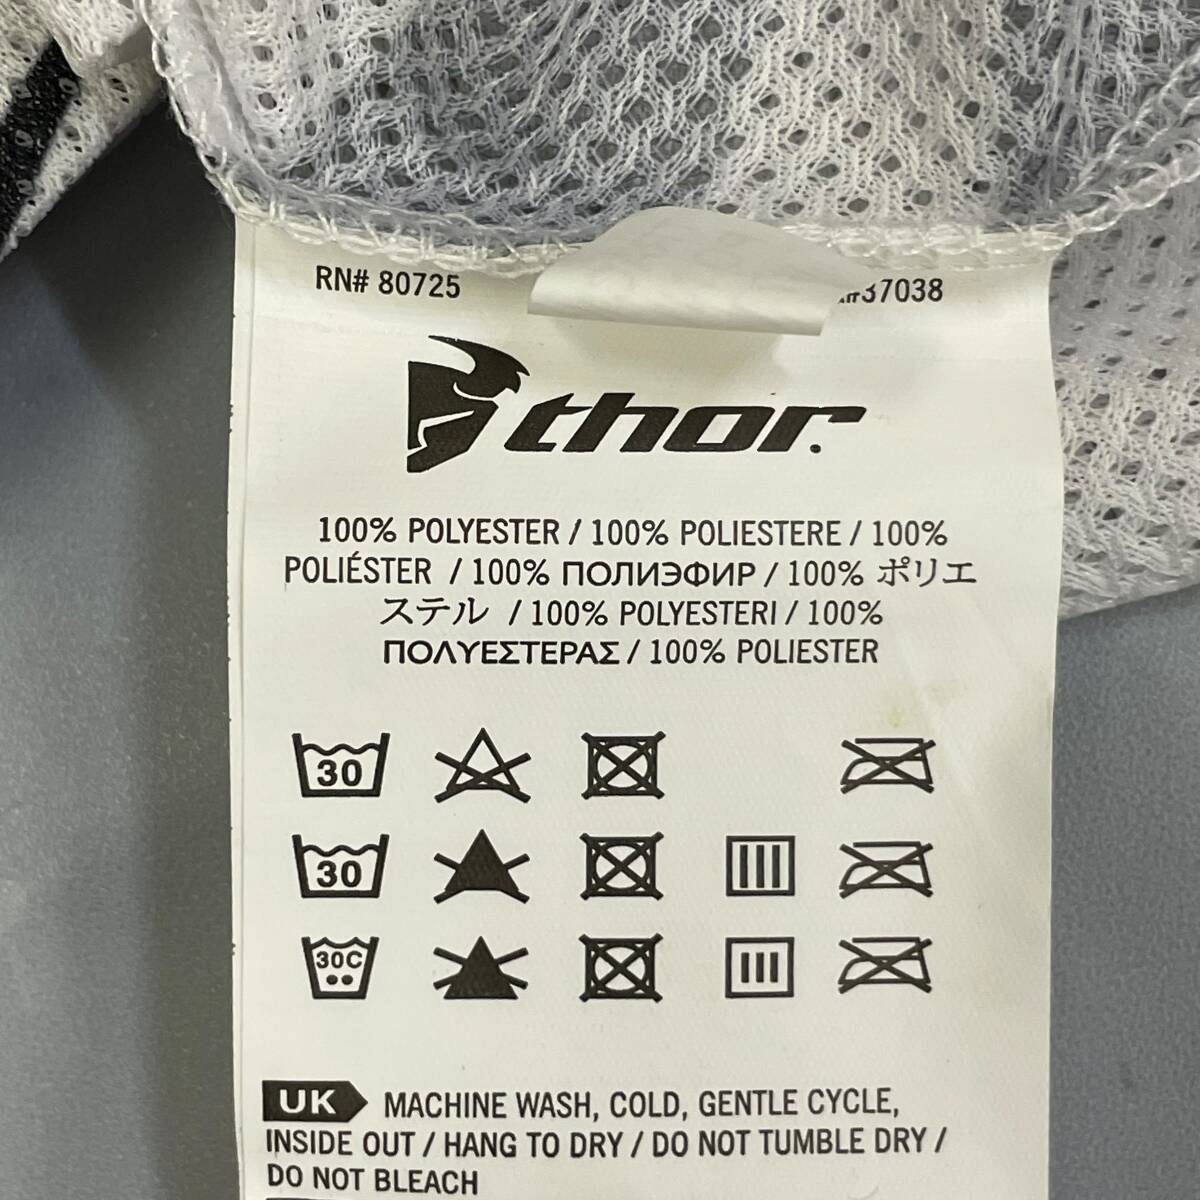 RN# 80725
#37038
thor.
100% POLYESTER / 100% POLIESTERE / 100%
POLIÉSTER / 100% ПОЛИЭФИР / 100% ポリエ
ステル / 100% POLYESTERI / 100%
ΠΟΛΥΕΣΤΕΡΑΣ / 100% POLIESTER
30
30
30C
UK MACHINE WASH, COLD, GENTLE CYCLE,
INSIDE OUT / HANG TO DRY / DO NOT TUMBLE DRY /
DO NOT BLEACH